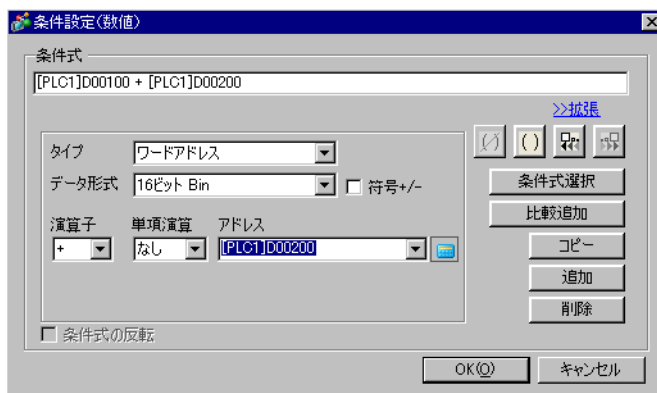 条件設定(数値)
条件式
[PLC1]D00100 + [PLC1]D00200
>>拡張
タイプ ワードアドレス
データ形式 16ビット Bin 符号+/-
条件式選択
比較追加
演算子 単項演算 アドレス
+ なし [PLC1]D00200
コピー
追加
削除
条件式の反転
OK(O) キャンセル